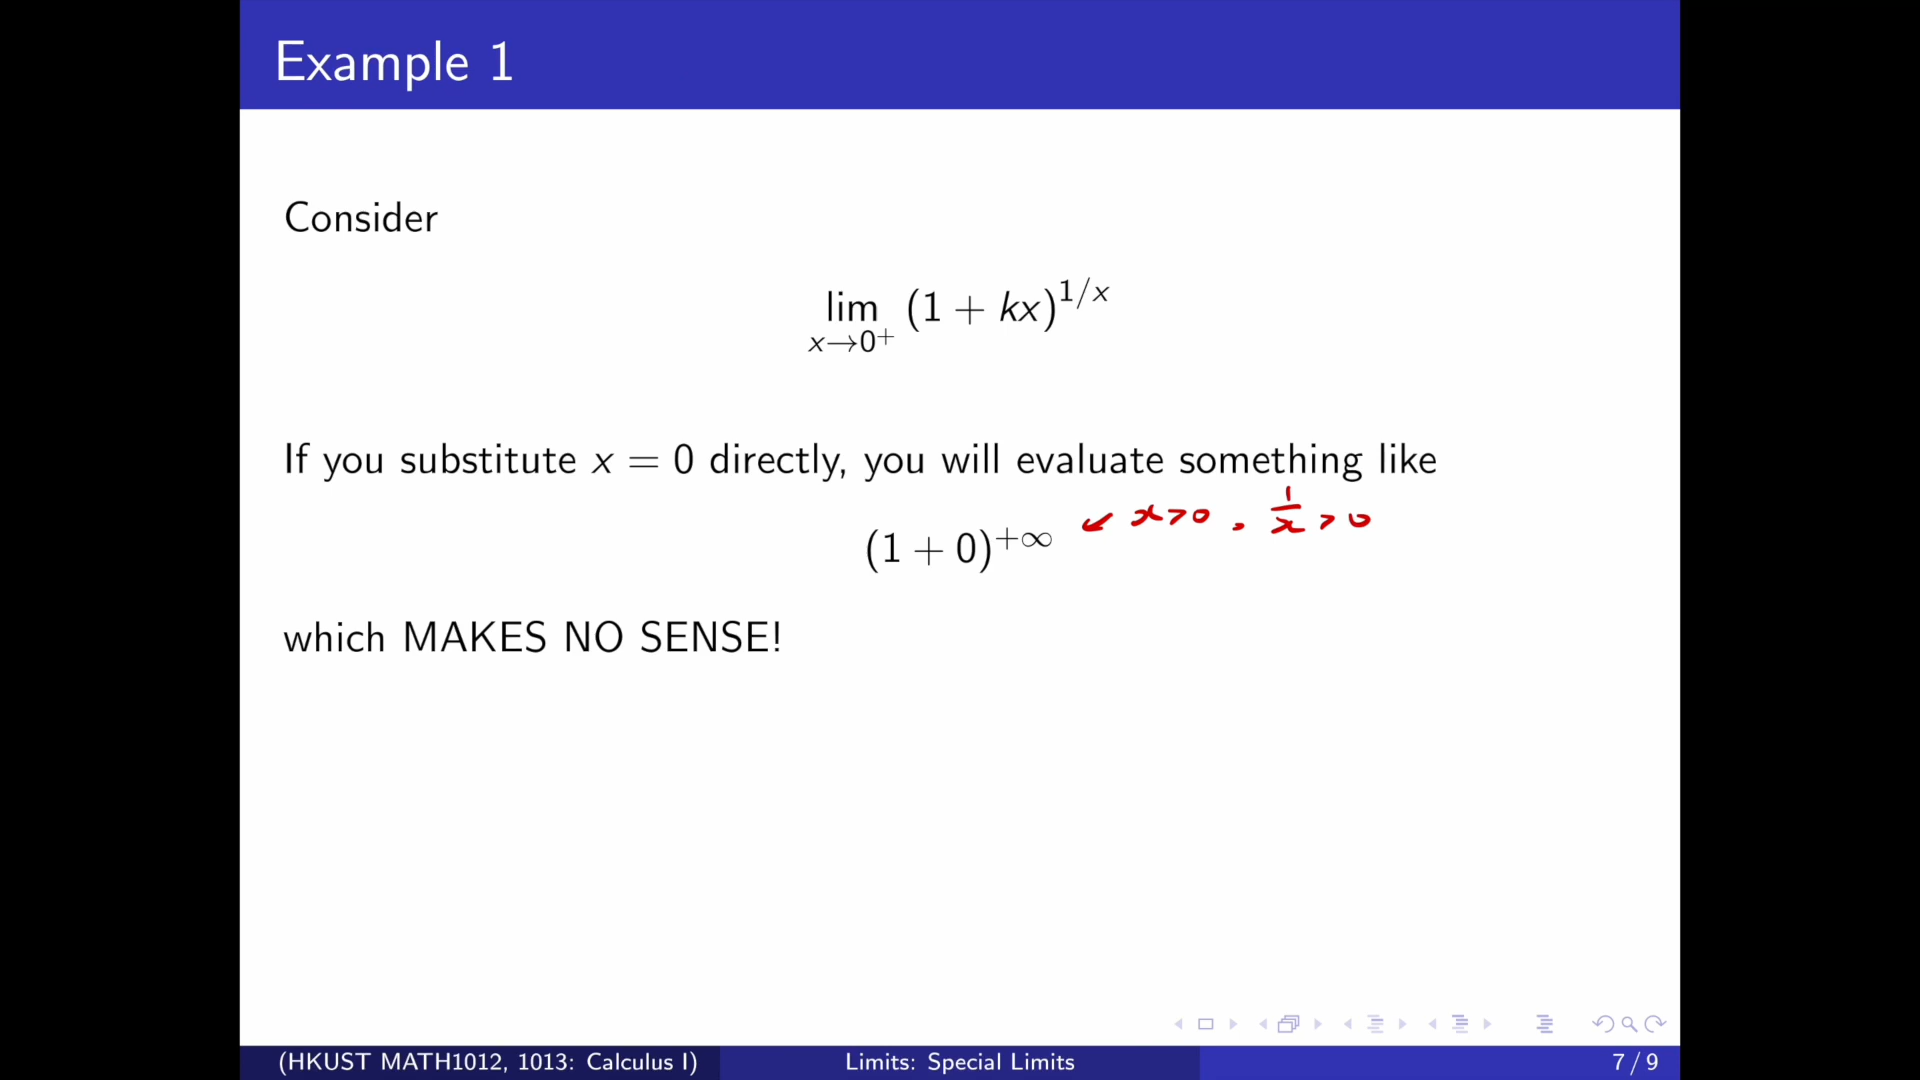 Example 1
Consider
lim (1 + kx)^{1/x}
x→0⁺
If you substitute x = 0 directly, you will evaluate something like
(1 + 0)^{+∞} ↙ x>0 , 1/x >0
which MAKES NO SENSE!
(HKUST MATH1012, 1013: Calculus I) Limits: Special Limits 7 / 9